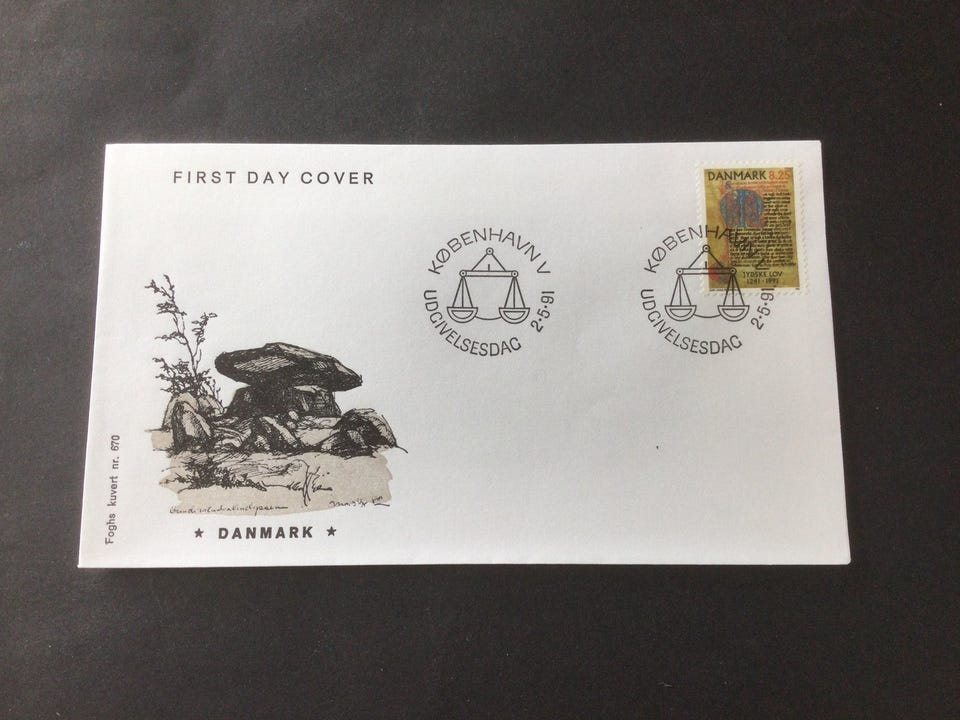 FIRST DAY COVER
DANMARK 8.25
JYDSKE LOV
1241 - 1991
KØBENHAVN V
UDGIVELSESDAG 2·5·91
KØBENHAVN V
UDGIVELSESDAG 2·5·91
Foghs kuvert nr. 670
★ DANMARK ★